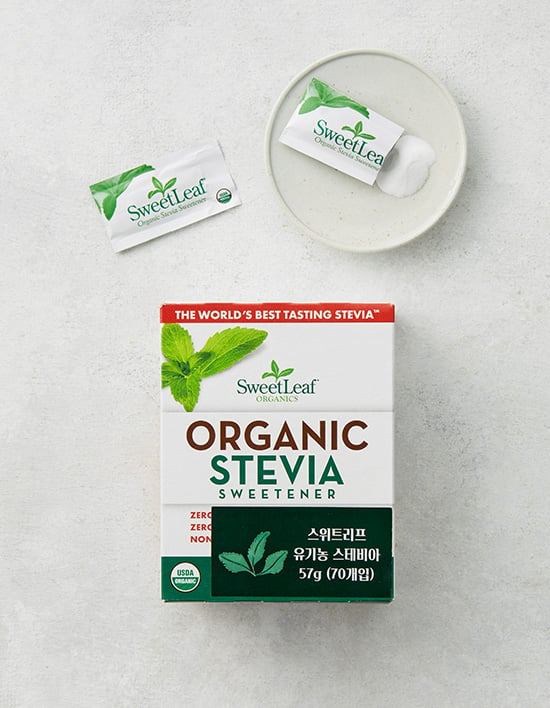 SweetLeaf
Organic Stevia Sweetener
SweetLeaf
Organic Stevia Sweetener
THE WORLD'S BEST TASTING STEVIA™
SweetLeaf
ORGANICS
ORGANIC
STEVIA
SWEETENER
ZERO
ZERO
NON
스위트리프
유기농 스테비아
57g (70개입)
USDA
ORGANIC